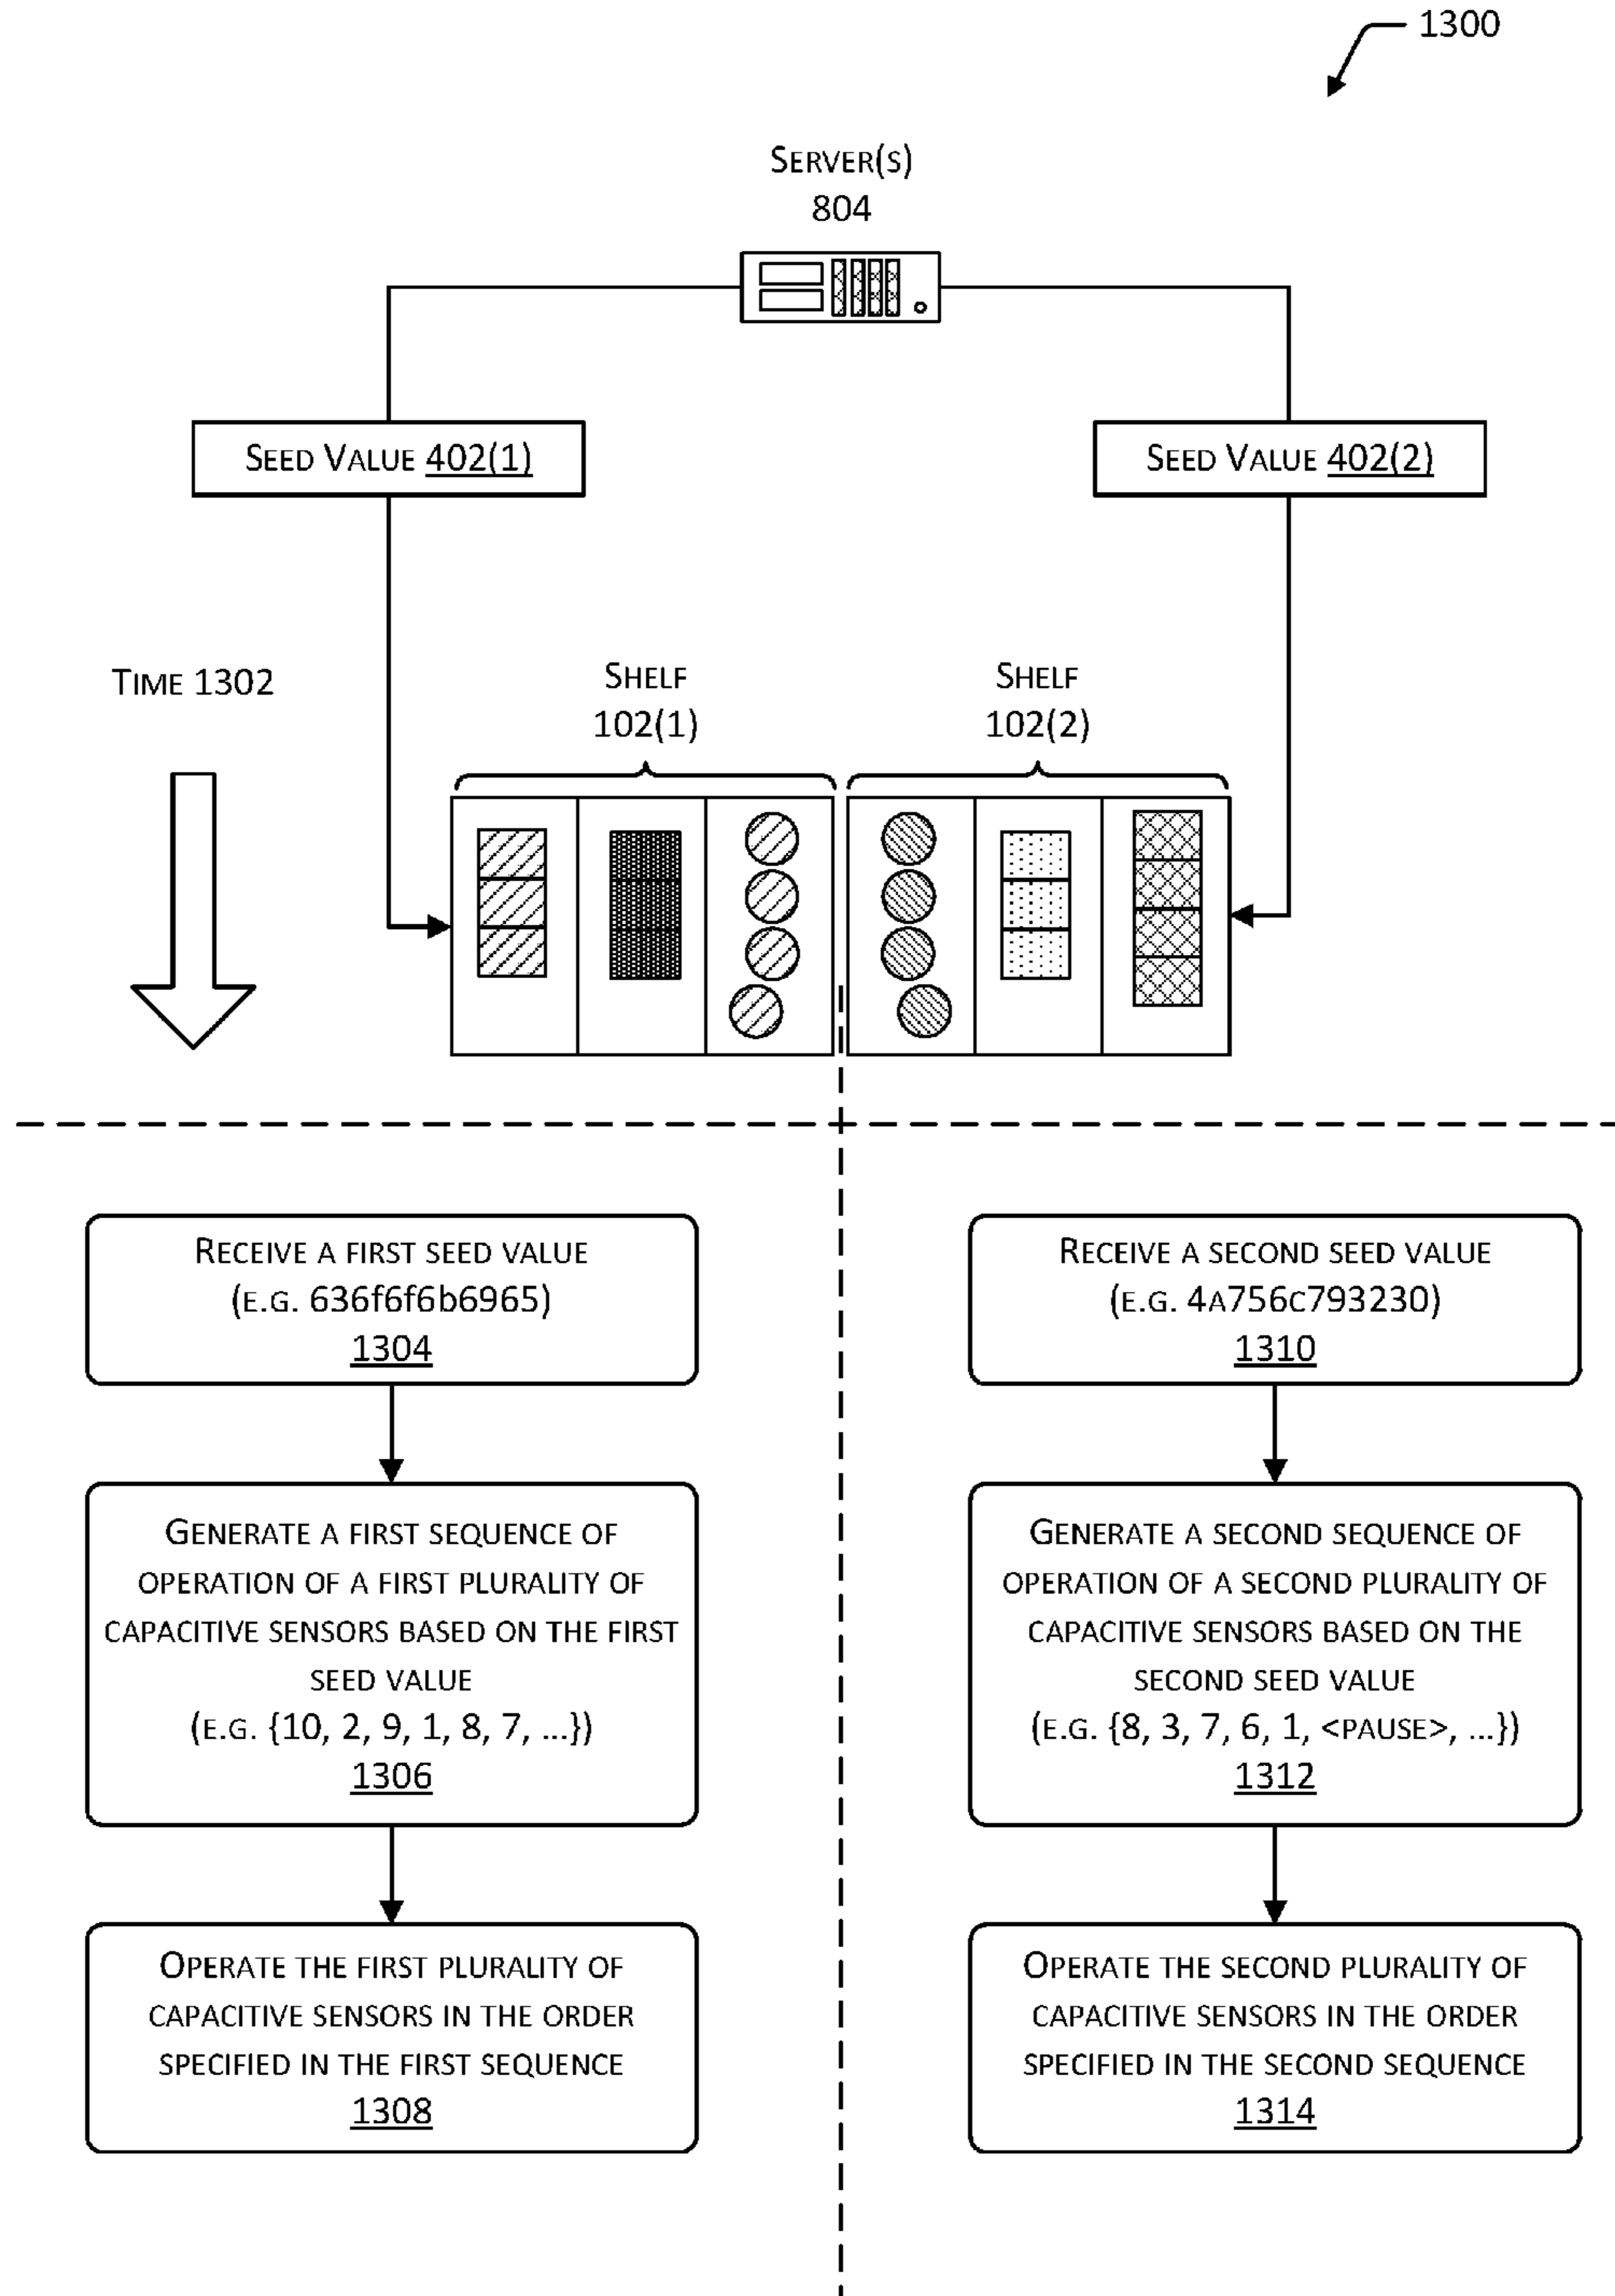 1300
SERVER(S)
804
SEED VALUE 402(1)
SEED VALUE 402(2)
TIME 1302
SHELF
102(1)
SHELF
102(2)
RECEIVE A FIRST SEED VALUE
(E.G. 636f6f6b6965)
1304
GENERATE A FIRST SEQUENCE OF
OPERATION OF A FIRST PLURALITY OF
CAPACITIVE SENSORS BASED ON THE FIRST
SEED VALUE
(E.G. {10, 2, 9, 1, 8, 7, ...})
1306
OPERATE THE FIRST PLURALITY OF
CAPACITIVE SENSORS IN THE ORDER
SPECIFIED IN THE FIRST SEQUENCE
1308
RECEIVE A SECOND SEED VALUE
(E.G. 4A756C793230)
1310
GENERATE A SECOND SEQUENCE OF
OPERATION OF A SECOND PLURALITY OF
CAPACITIVE SENSORS BASED ON THE
SECOND SEED VALUE
(E.G. {8, 3, 7, 6, 1, <PAUSE>, ...})
1312
OPERATE THE SECOND PLURALITY OF
CAPACITIVE SENSORS IN THE ORDER
SPECIFIED IN THE SECOND SEQUENCE
1314